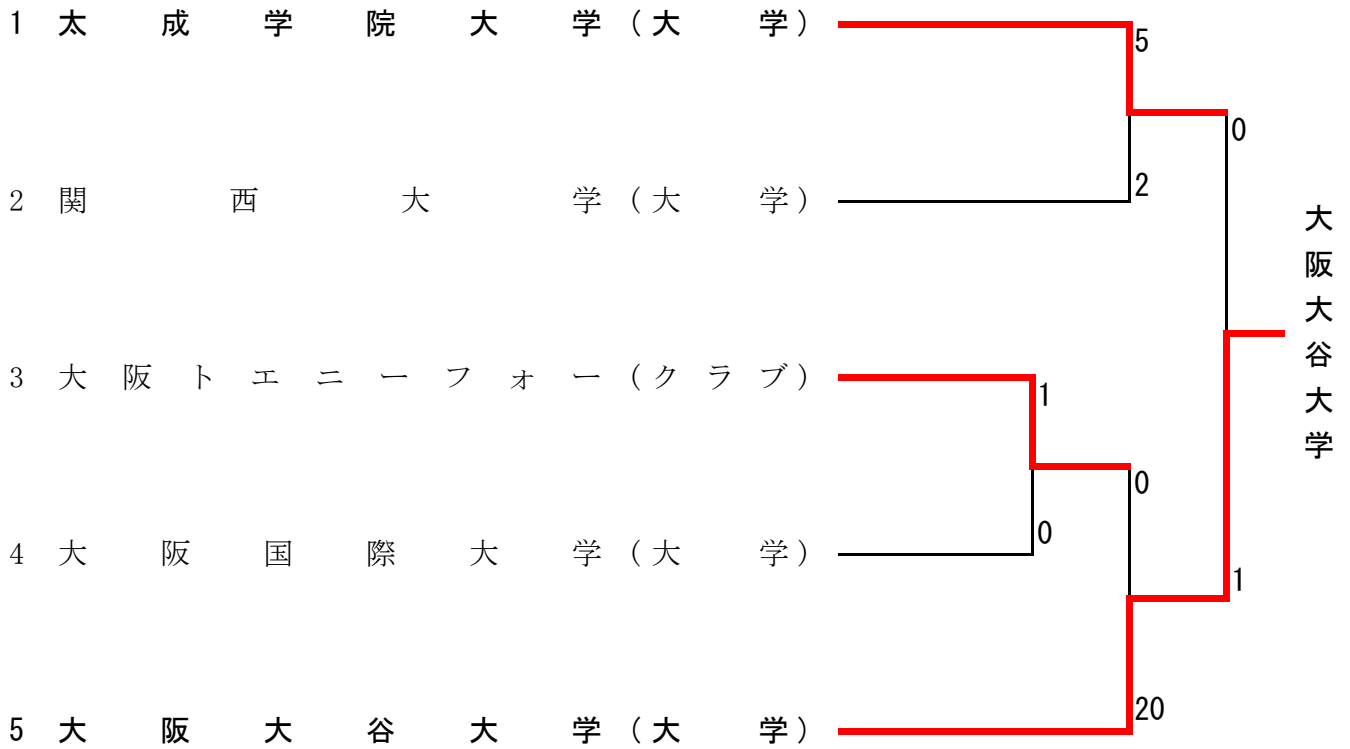 1 太成学院大学(大学)
5
0
2 関西大学(大学)
2
大阪大谷大学
3 大阪トエニーフォー(クラブ)
1
0
4 大阪国際大学(大学)
0
1
5 大阪大谷大学(大学)
20